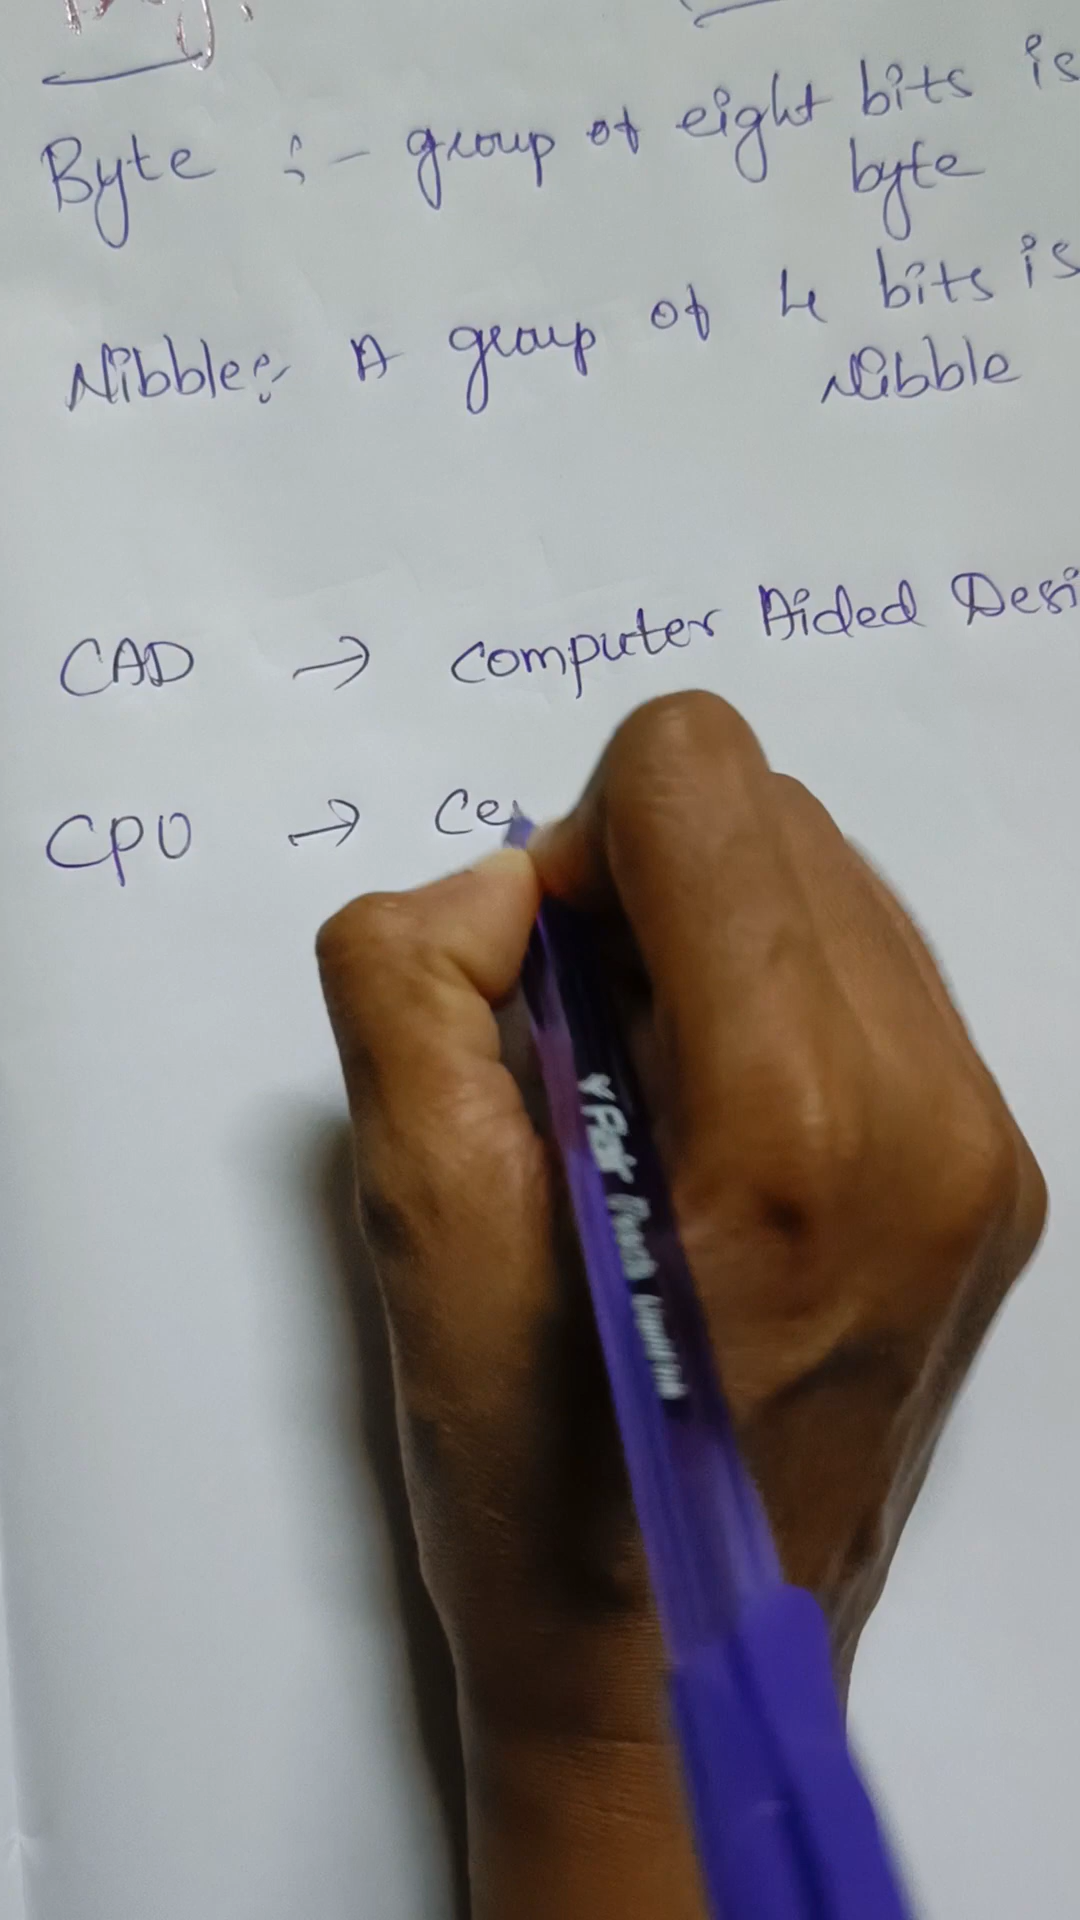 Byte :- group of eight bits is
byte
Nibble:- A group of 4 bits is
Nibble
CAD → Computer Aided Desi
CPU → Ce